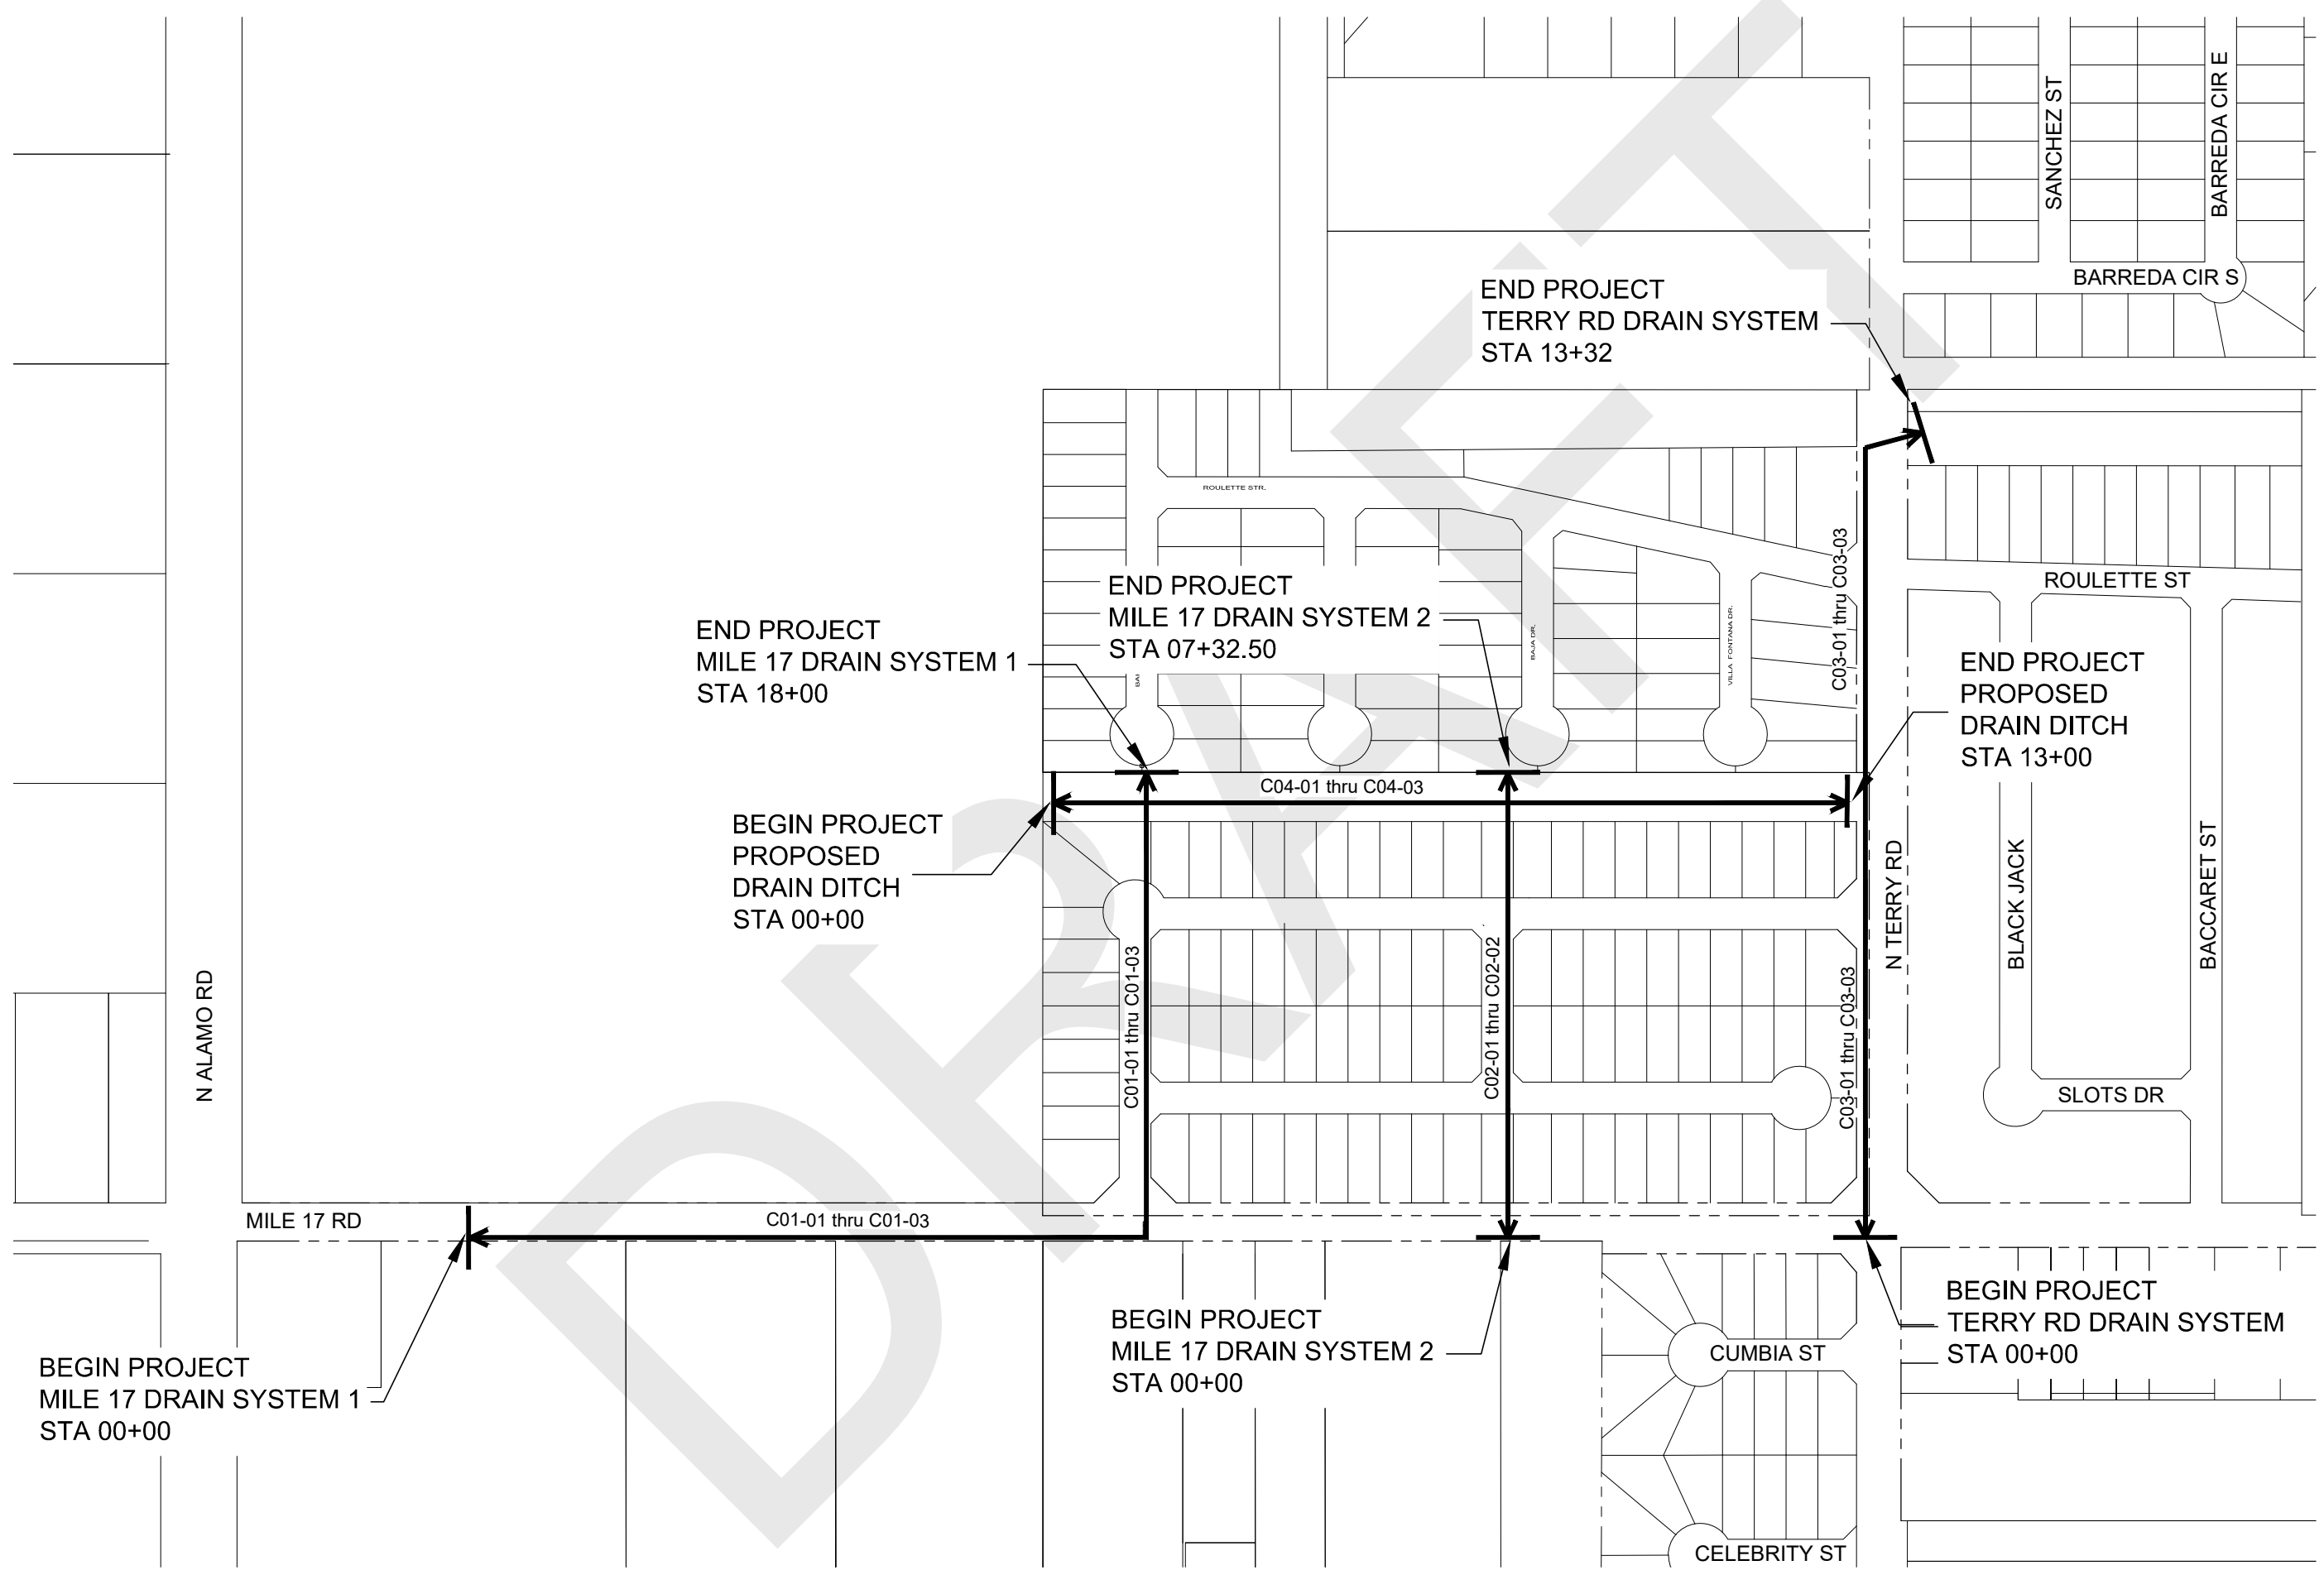 SANCHEZ ST
BARREDA CIR E
BARREDA CIR S
END PROJECT
TERRY RD DRAIN SYSTEM
STA 13+32
ROULETTE STR.
C03-01 thru C03-03
ROULETTE ST
END PROJECT
MILE 17 DRAIN SYSTEM 2
STA 07+32.50
BAJA DR.
VILLA FONTANA DR.
END PROJECT
MILE 17 DRAIN SYSTEM 1
STA 18+00
END PROJECT
PROPOSED
DRAIN DITCH
STA 13+00
C04-01 thru C04-03
BEGIN PROJECT
PROPOSED
DRAIN DITCH
STA 00+00
N TERRY RD
BLACK JACK
BACCARET ST
N ALAMO RD
C01-01 thru C01-03
C02-01 thru C02-02
C03-01 thru C03-03
SLOTS DR
MILE 17 RD
C01-01 thru C01-03
BEGIN PROJECT
MILE 17 DRAIN SYSTEM 1
STA 00+00
BEGIN PROJECT
MILE 17 DRAIN SYSTEM 2
STA 00+00
BEGIN PROJECT
TERRY RD DRAIN SYSTEM
STA 00+00
CUMBIA ST
CELEBRITY ST
DRAFT